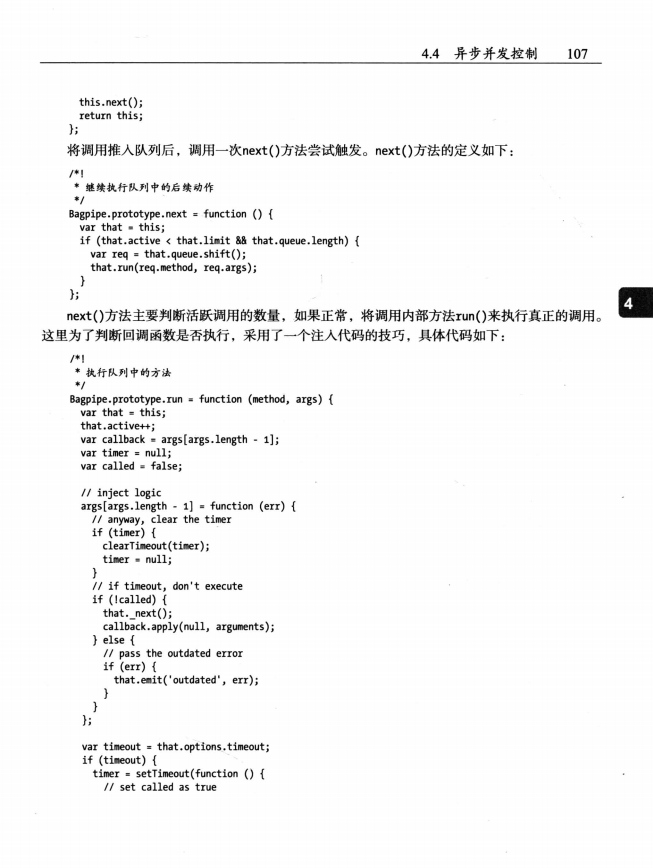 4.4 异步并发控制 107
this.next();
return this;
};
将调用推入队列后，调用一次next()方法尝试触发。next()方法的定义如下：
/*!
* 继续执行队列中的后续动作
*/
Bagpipe.prototype.next = function () {
var that = this;
if (that.active < that.limit && that.queue.length) {
var req = that.queue.shift();
that.run(req.method, req.args);
}
};
4
next()方法主要判断活跃调用的数量，如果正常，将调用内部方法run()来执行真正的调用。
这里为了判断回调函数是否执行，采用了一个注入代码的技巧，具体代码如下：
/*!
* 执行队列中的方法
*/
Bagpipe.prototype.run = function (method, args) {
var that = this;
that.active++;
var callback = args[args.length - 1];
var timer = null;
var called = false;
// inject logic
args[args.length - 1] = function (err) {
// anyway, clear the timer
if (timer) {
clearTimeout(timer);
timer = null;
}
// if timeout, don't execute
if (!called) {
that._next();
callback.apply(null, arguments);
} else {
// pass the outdated error
if (err) {
that.emit('outdated', err);
}
}
};
var timeout = that.options.timeout;
if (timeout) {
timer = setTimeout(function () {
// set called as true